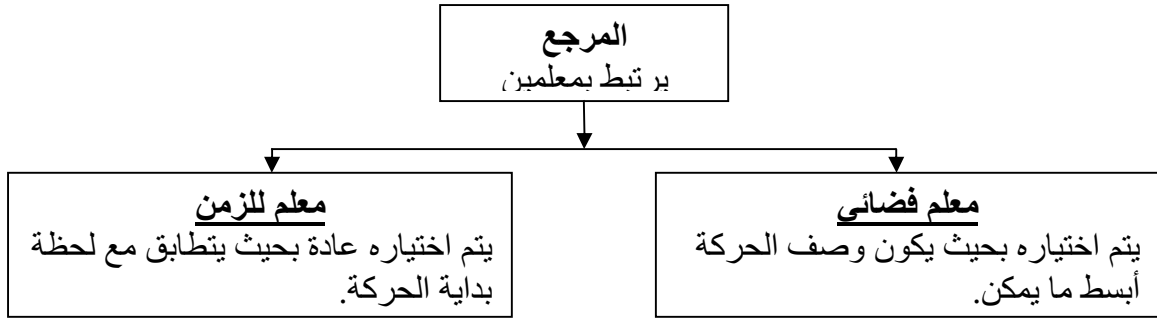 المرجع
يرتبط بمعلمين
معلم فضائي
يتم اختياره بحيث يكون وصف الحركة
أبسط ما يمكن.
معلم للزمن
يتم اختياره عادة بحيث يتطابق مع لحظة
بداية الحركة.